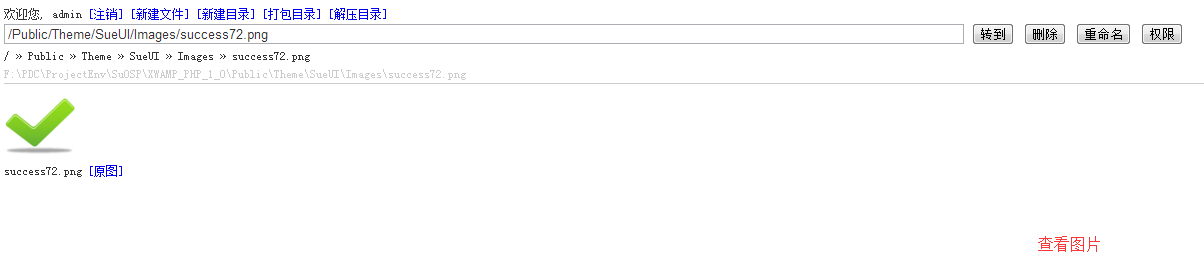 欢迎您, admin [注销] [新建文件] [新建目录] [打包目录] [解压目录]
/Public/Theme/SueUI/Images/success72.png 转到 删除 重命名 权限
/ » Public » Theme » SueUI » Images » success72.png
F:\PDC\ProjectEnv\SuOSP\XWAMP_PHP_1_0\Public\Theme\SueUI\Images\success72.png
success72.png [原图]
查看图片